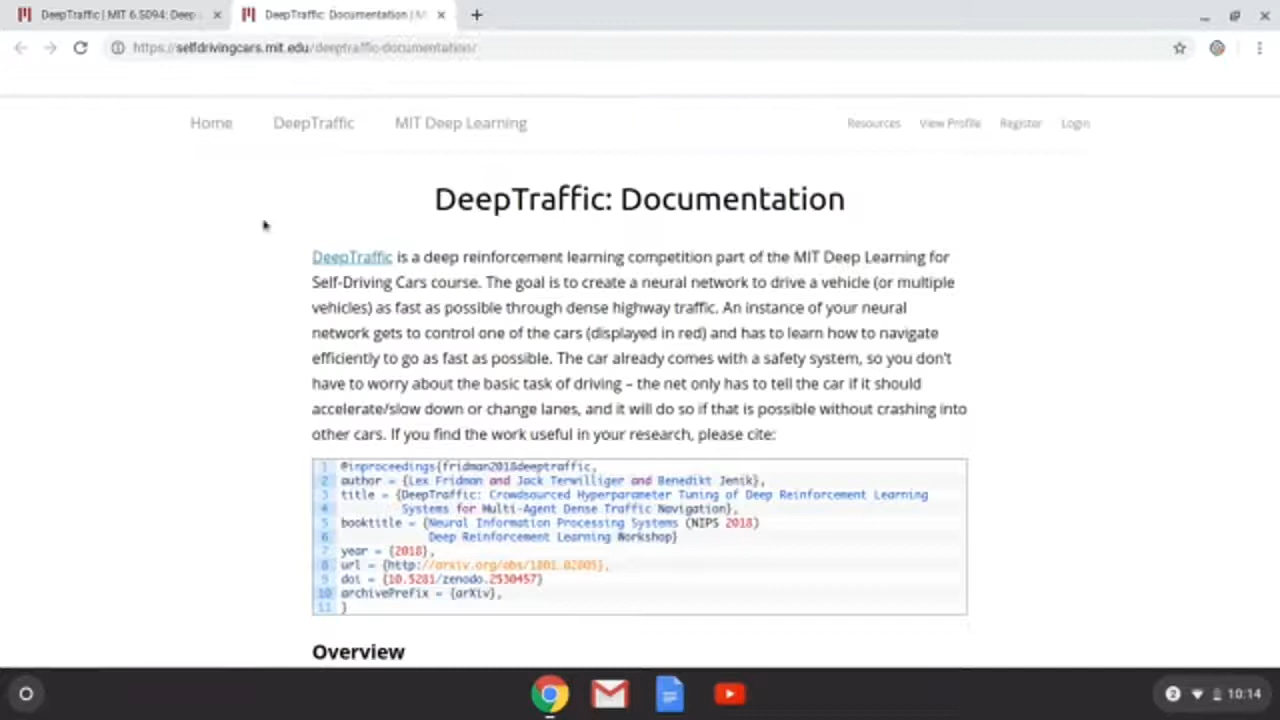 DeepTraffic | MIT 6.S094: Deep
DeepTraffic: Documentation | M
https://selfdrivingcars.mit.edu/deeptraffic-documentation/
Home DeepTraffic MIT Deep Learning Resources View Profile Register Login
DeepTraffic: Documentation
DeepTraffic is a deep reinforcement learning competition part of the MIT Deep Learning for
Self-Driving Cars course. The goal is to create a neural network to drive a vehicle (or multiple
vehicles) as fast as possible through dense highway traffic. An instance of your neural
network gets to control one of the cars (displayed in red) and has to learn how to navigate
efficiently to go as fast as possible. The car already comes with a safety system, so you don't
have to worry about the basic task of driving – the net only has to tell the car if it should
accelerate/slow down or change lanes, and it will do so if that is possible without crashing into
other cars. If you find the work useful in your research, please cite:
1 @inproceedings{fridman2018deeptraffic,
2 author = {Lex Fridman and Jack Terwilliger and Benedikt Jenik},
3 title = {DeepTraffic: Crowdsourced Hyperparameter Tuning of Deep Reinforcement Learning
4 Systems for Multi-Agent Dense Traffic Navigation},
5 booktitle = {Neural Information Processing Systems (NIPS 2018)
6 Deep Reinforcement Learning Workshop}
7 year = {2018},
8 url = {http://arxiv.org/abs/1801.02805},
9 doi = {10.5281/zenodo.2530457}
10 archivePrefix = {arXiv},
11 }
Overview
2 10:14